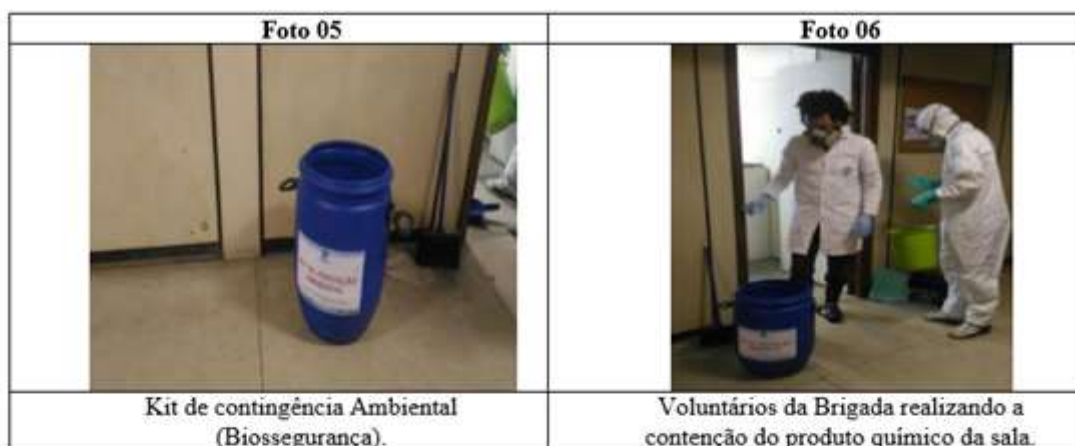 Foto 05
Foto 06
Kit de contingência Ambiental
(Biossegurança).
Voluntários da Brigada realizando a
contenção do produto químico da sala.